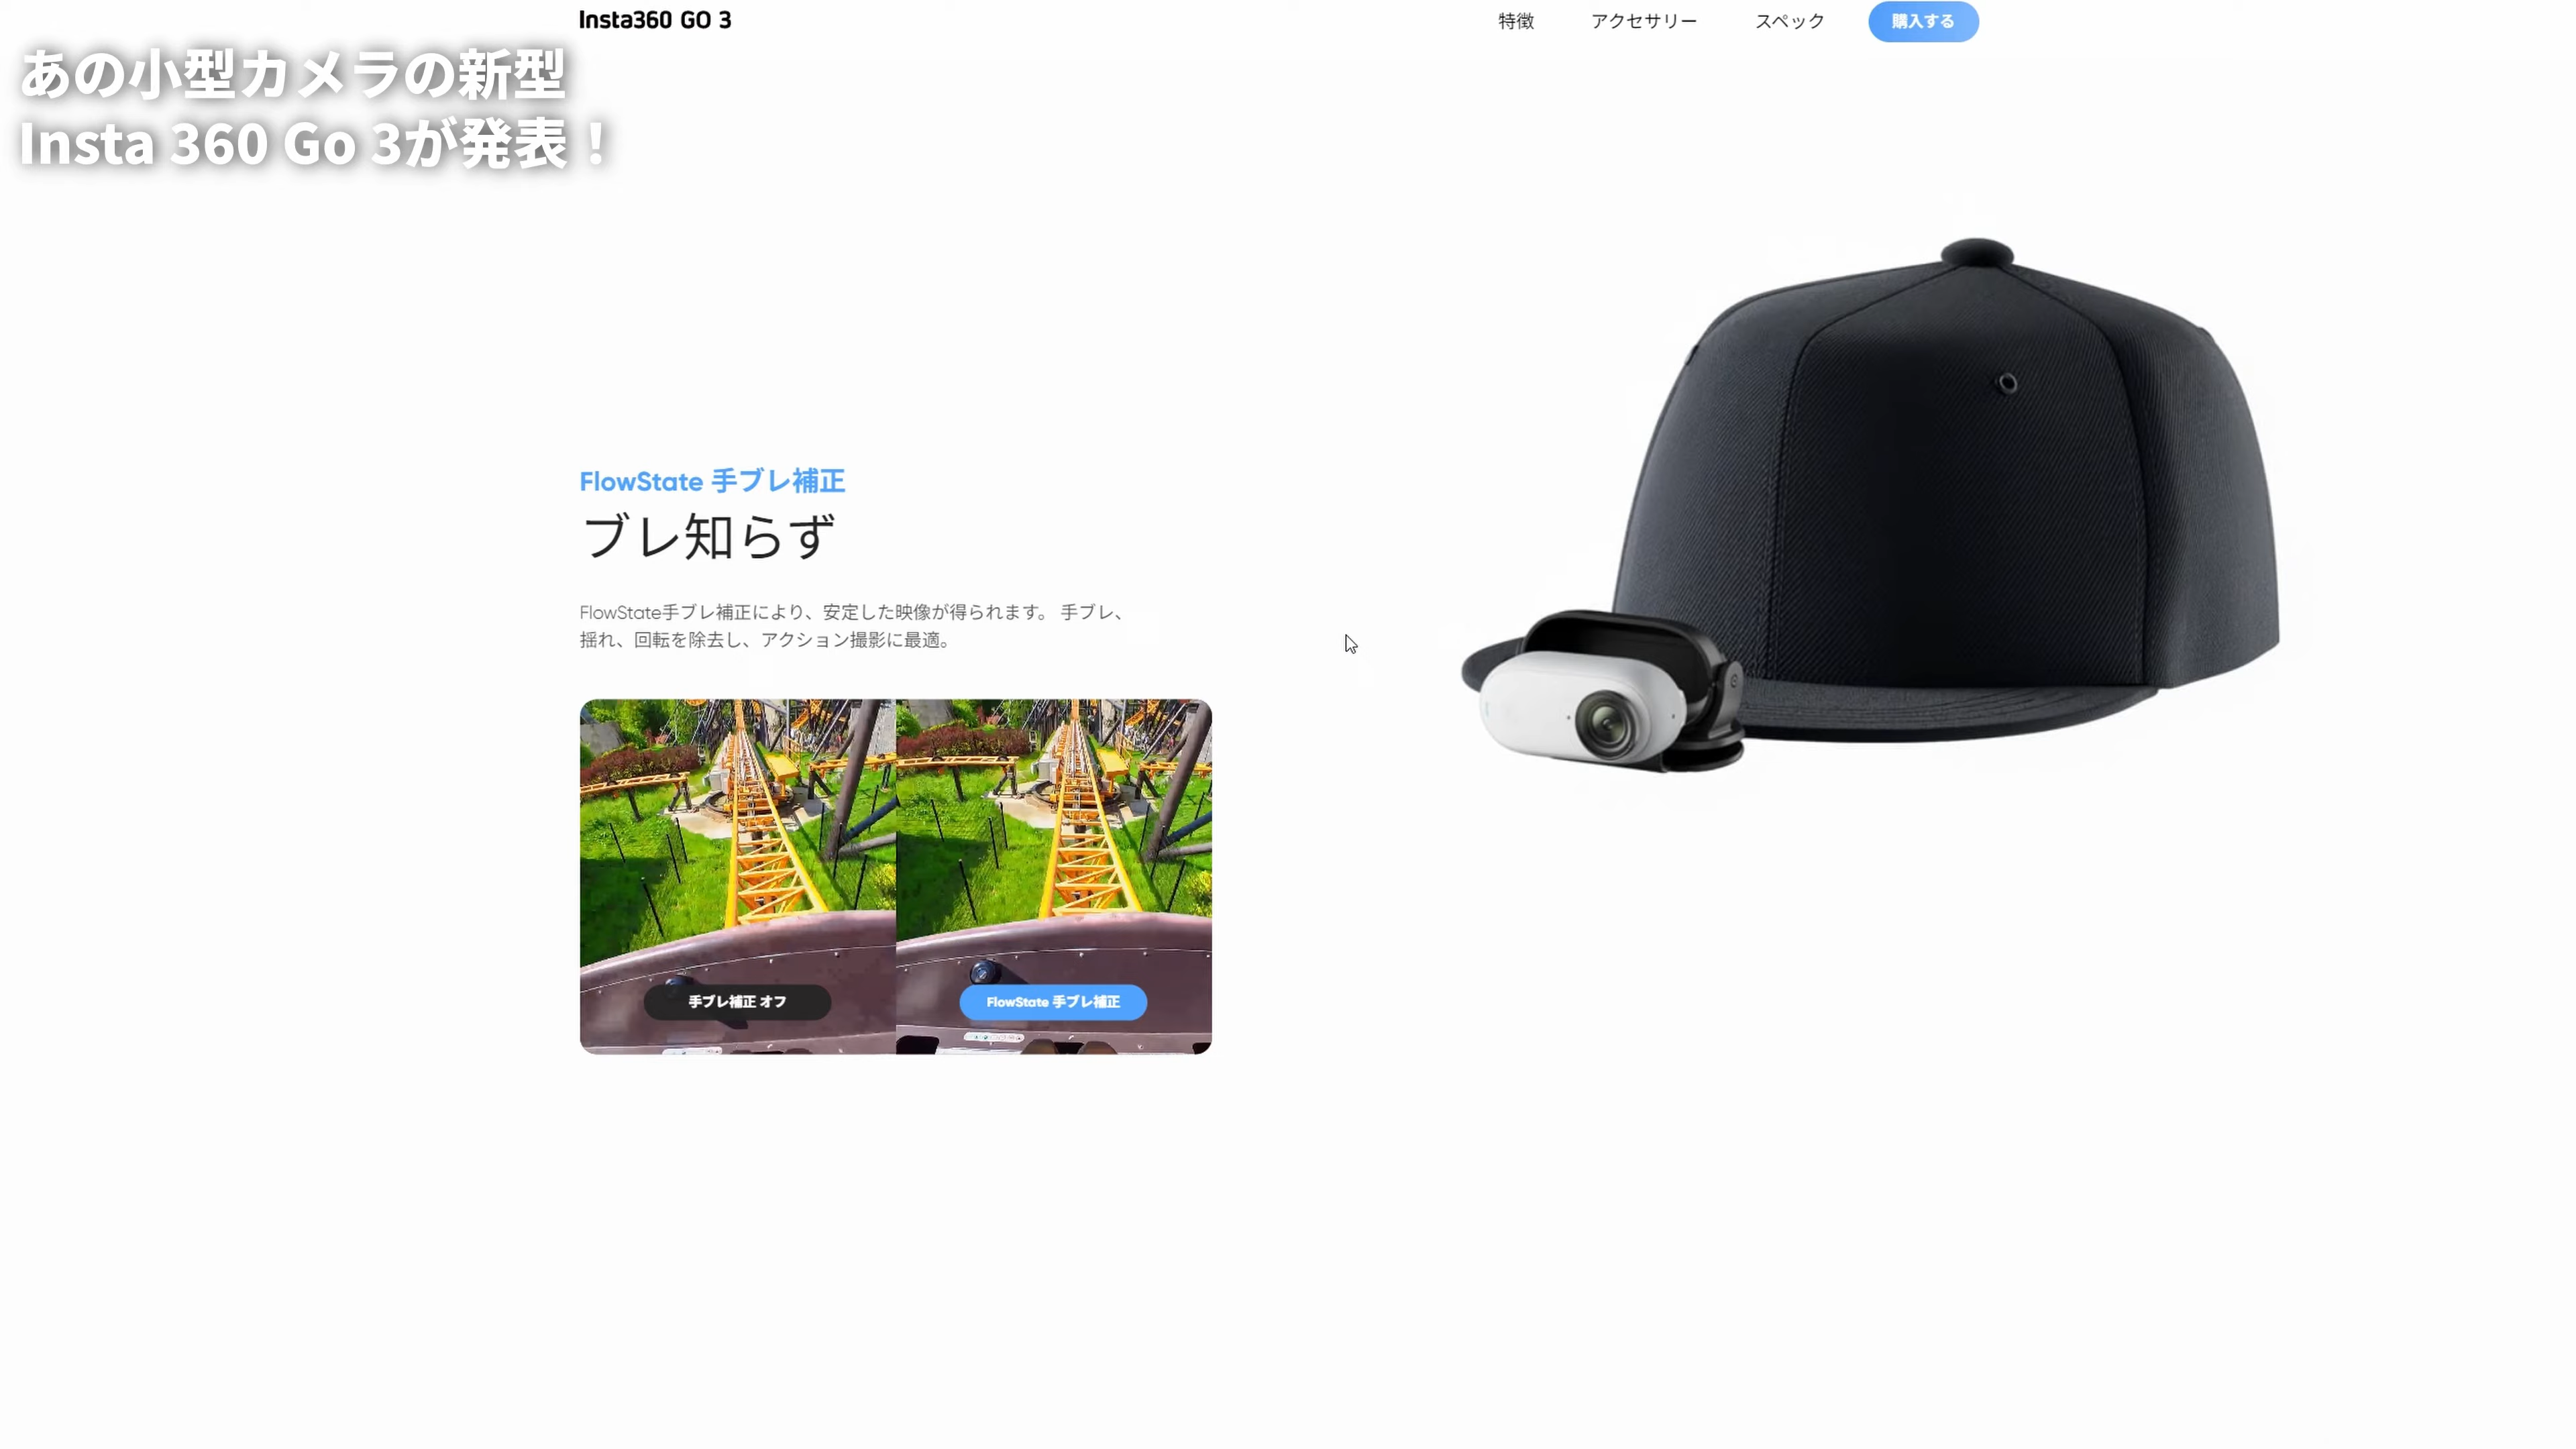 Insta360 GO 3
特徴
アクセサリー
スペック
購入する
あの小型カメラの新型
Insta 360 Go 3が発表！
FlowState 手ブレ補正
ブレ知らず
FlowState手ブレ補正により、安定した映像が得られます。 手ブレ、
揺れ、回転を除去し、アクション撮影に最適。
手ブレ補正 オフ
FlowState 手ブレ補正